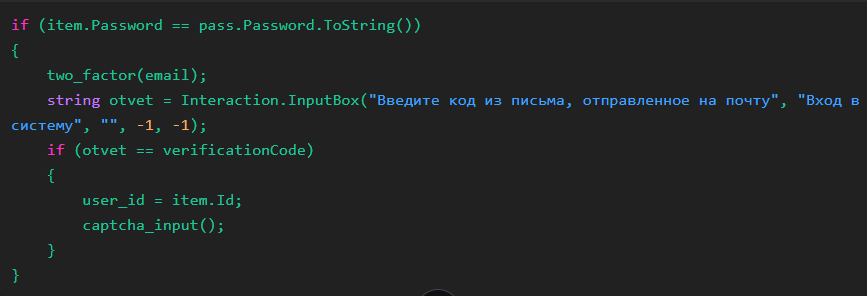 if (item.Password == pass.Password.ToString())
{
    two_factor(email);
    string otvet = Interaction.InputBox("Введите код из письма, отправленное на почту", "Вход в
систему", "", -1, -1);
    if (otvet == verificationCode)
    {
        user_id = item.Id;
        captcha_input();
    }
}